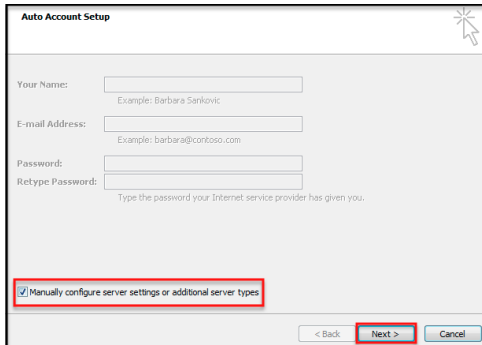 Auto Account Setup
Your Name:
Example: Barbara Sankovic
E-mail Address:
Example: barbara@contoso.com
Password:
Retype Password:
Type the password your Internet service provider has given you.
Manually configure server settings or additional server types
< Back Next > Cancel